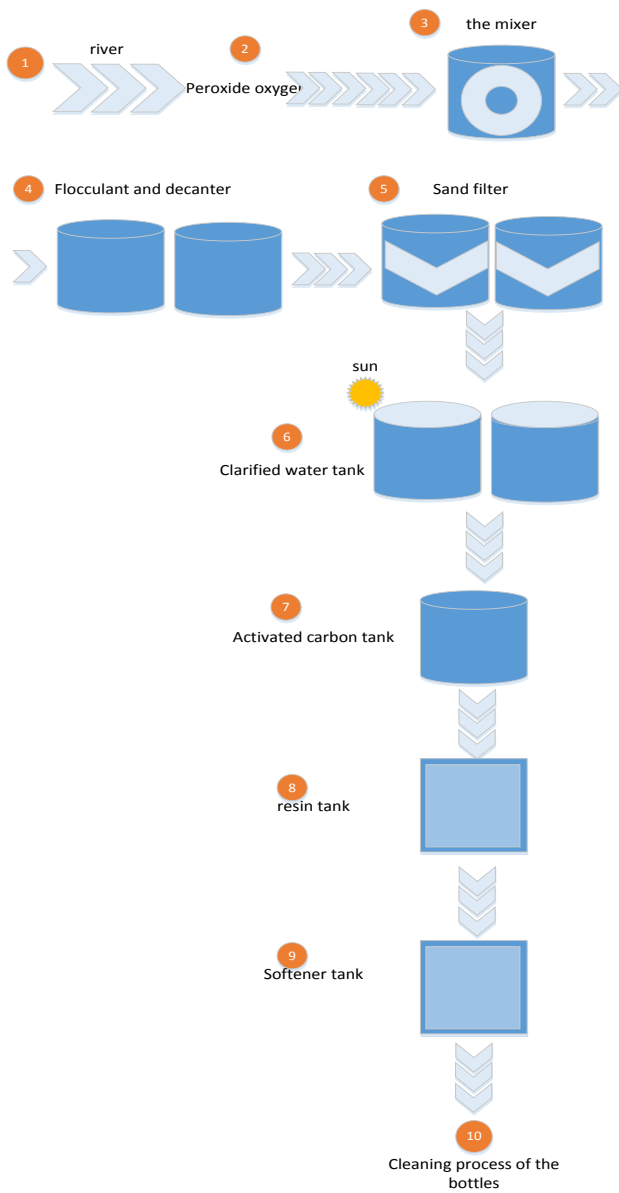 1
river
2
Peroxide oxygen
3
the mixer
4
Flocculant and decanter
5
Sand filter
sun
6
Clarified water tank
7
Activated carbon tank
8
resin tank
9
Softener tank
10
Cleaning process of the
bottles